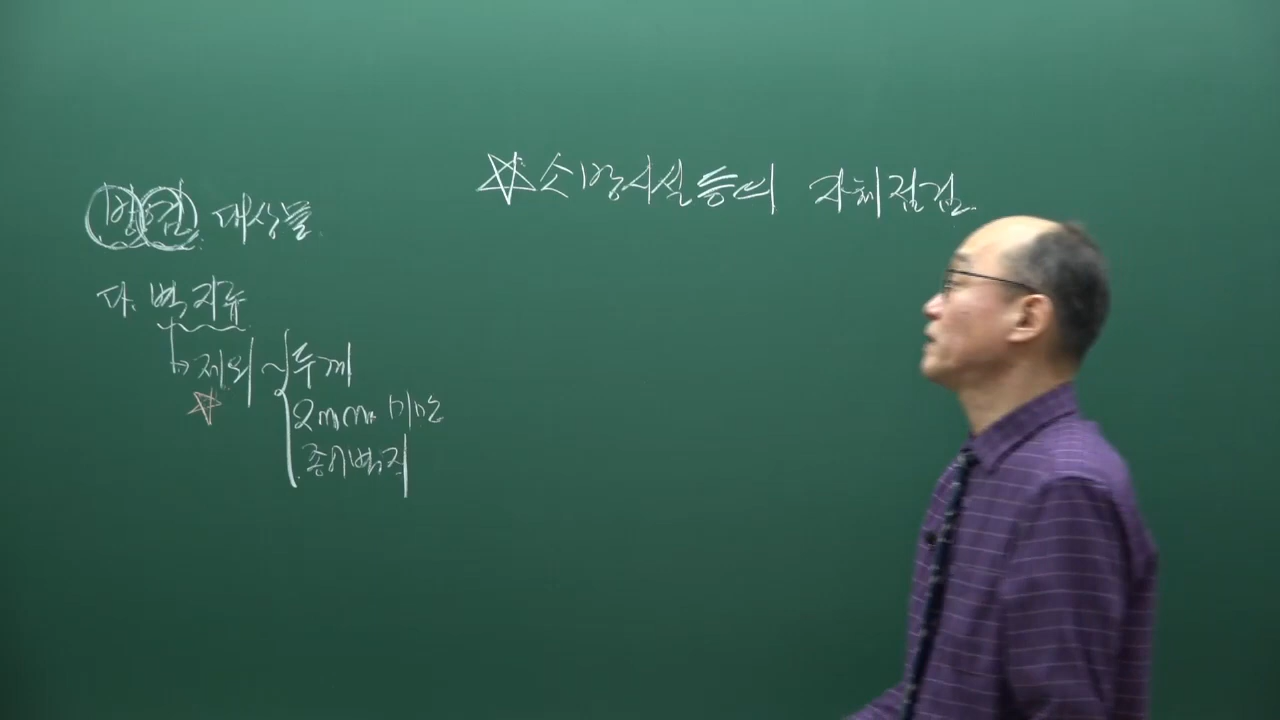 방염 대상물
다. 벽지류
→ 제외 ~ 두께
2mm 미만
종이벽지
☆ 소방시설등의 자체점검